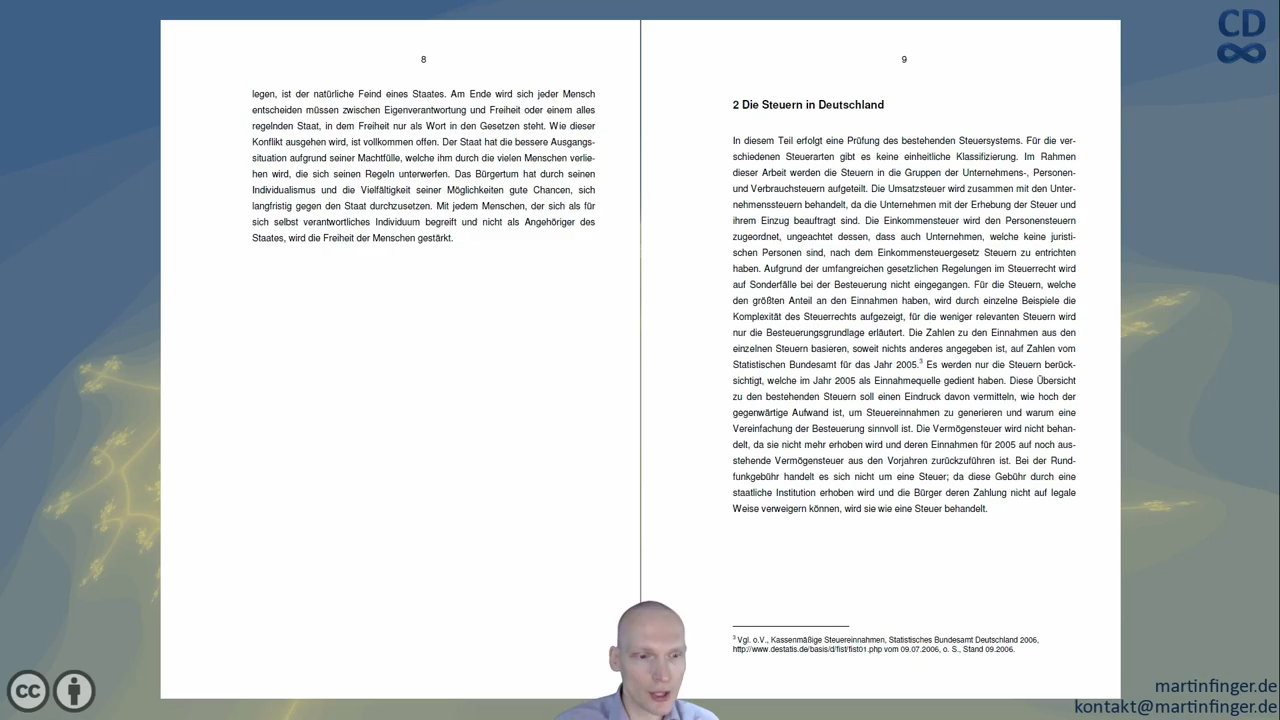 CD
8
legen, ist der natürliche Feind eines Staates. Am Ende wird sich jeder Mensch
entscheiden müssen zwischen Eigenverantwortung und Freiheit oder einem alles
regelnden Staat, in dem Freiheit nur als Wort in den Gesetzen steht. Wie dieser
Konflikt ausgehen wird, ist vollkommen offen. Der Staat hat die bessere Ausgangs-
situation aufgrund seiner Machtfülle, welche ihm durch die vielen Menschen verlie-
hen wird, die sich seinen Regeln unterwerfen. Das Bürgertum hat durch seinen
Individualismus und die Vielfältigkeit seiner Möglichkeiten gute Chancen, sich
langfristig gegen den Staat durchzusetzen. Mit jedem Menschen, der sich als für
sich selbst verantwortliches Individuum begreift und nicht als Angehöriger des
Staates, wird die Freiheit der Menschen gestärkt.
9
2 Die Steuern in Deutschland
In diesem Teil erfolgt eine Prüfung des bestehenden Steuersystems. Für die ver-
schiedenen Steuerarten gibt es keine einheitliche Klassifizierung. Im Rahmen
dieser Arbeit werden die Steuern in die Gruppen der Unternehmens-, Personen-
und Verbrauchsteuern aufgeteilt. Die Umsatzsteuer wird zusammen mit den Unter-
nehmenssteuern behandelt, da die Unternehmen mit der Erhebung der Steuer und
ihrem Einzug beauftragt sind. Die Einkommensteuer wird den Personensteuern
zugeordnet, ungeachtet dessen, dass auch Unternehmen, welche keine juristi-
schen Personen sind, nach dem Einkommensteuergesetz Steuern zu entrichten
haben. Aufgrund der umfangreichen gesetzlichen Regelungen im Steuerrecht wird
auf Sonderfälle bei der Besteuerung nicht eingegangen. Für die Steuern, welche
den größten Anteil an den Einnahmen haben, wird durch einzelne Beispiele die
Komplexität des Steuerrechts aufgezeigt, für die weniger relevanten Steuern wird
nur die Besteuerungsgrundlage erläutert. Die Zahlen zu den Einnahmen aus den
einzelnen Steuern basieren, soweit nichts anderes angegeben ist, auf Zahlen vom
Statistischen Bundesamt für das Jahr 2005.³ Es werden nur die Steuern berück-
sichtigt, welche im Jahr 2005 als Einnahmequelle gedient haben. Diese Übersicht
zu den bestehenden Steuern soll einen Eindruck davon vermitteln, wie hoch der
gegenwärtige Aufwand ist, um Steuereinnahmen zu generieren und warum eine
Vereinfachung der Besteuerung sinnvoll ist. Die Vermögensteuer wird nicht behan-
delt, da sie nicht mehr erhoben wird und deren Einnahmen für 2005 auf noch aus-
stehende Vermögensteuer aus den Vorjahren zurückzuführen ist. Bei der Rund-
funkgebühr handelt es sich nicht um eine Steuer; da diese Gebühr durch eine
staatliche Institution erhoben wird und die Bürger deren Zahlung nicht auf legale
Weise verweigern können, wird sie wie eine Steuer behandelt.
³ Vgl. o.V., Kassenmäßige Steuereinnahmen, Statistisches Bundesamt Deutschland 2006,
http://www.destatis.de/basis/d/fist/fist01.php vom 09.07.2006, o. S., Stand 09.2006.
cc
martinfinger.de
kontakt@martinfinger.de